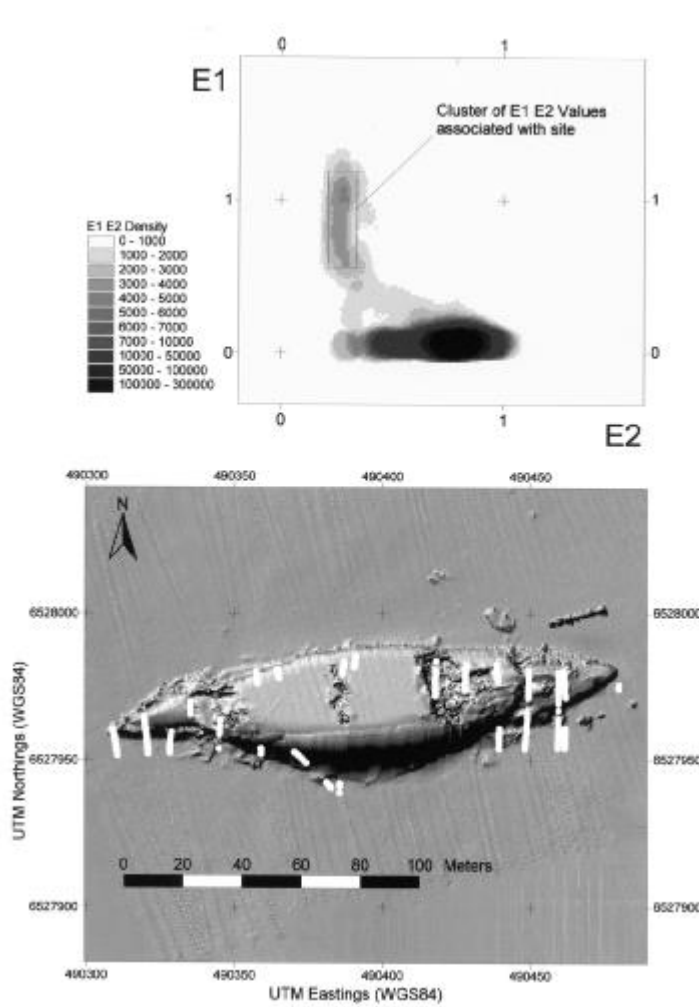 0 1
E1
Cluster of E1 E2 Values
associated with site
1 1
E1 E2 Density
0 - 1000
1000 - 2000
2000 - 3000
3000 - 4000
4000 - 5000
5000 - 6000
6000 - 7000
7000 - 10000
10000 - 50000
50000 - 100000
100000 - 300000
0 0
0 1
E2
490300 490350 490400 490450
N
6528000 6528000
UTM Northings (WGS84)
6527950 6527950
0 20 40 60 80 100 Meters
6527900 6527900
490300 490350 490400 490450
UTM Eastings (WGS84)